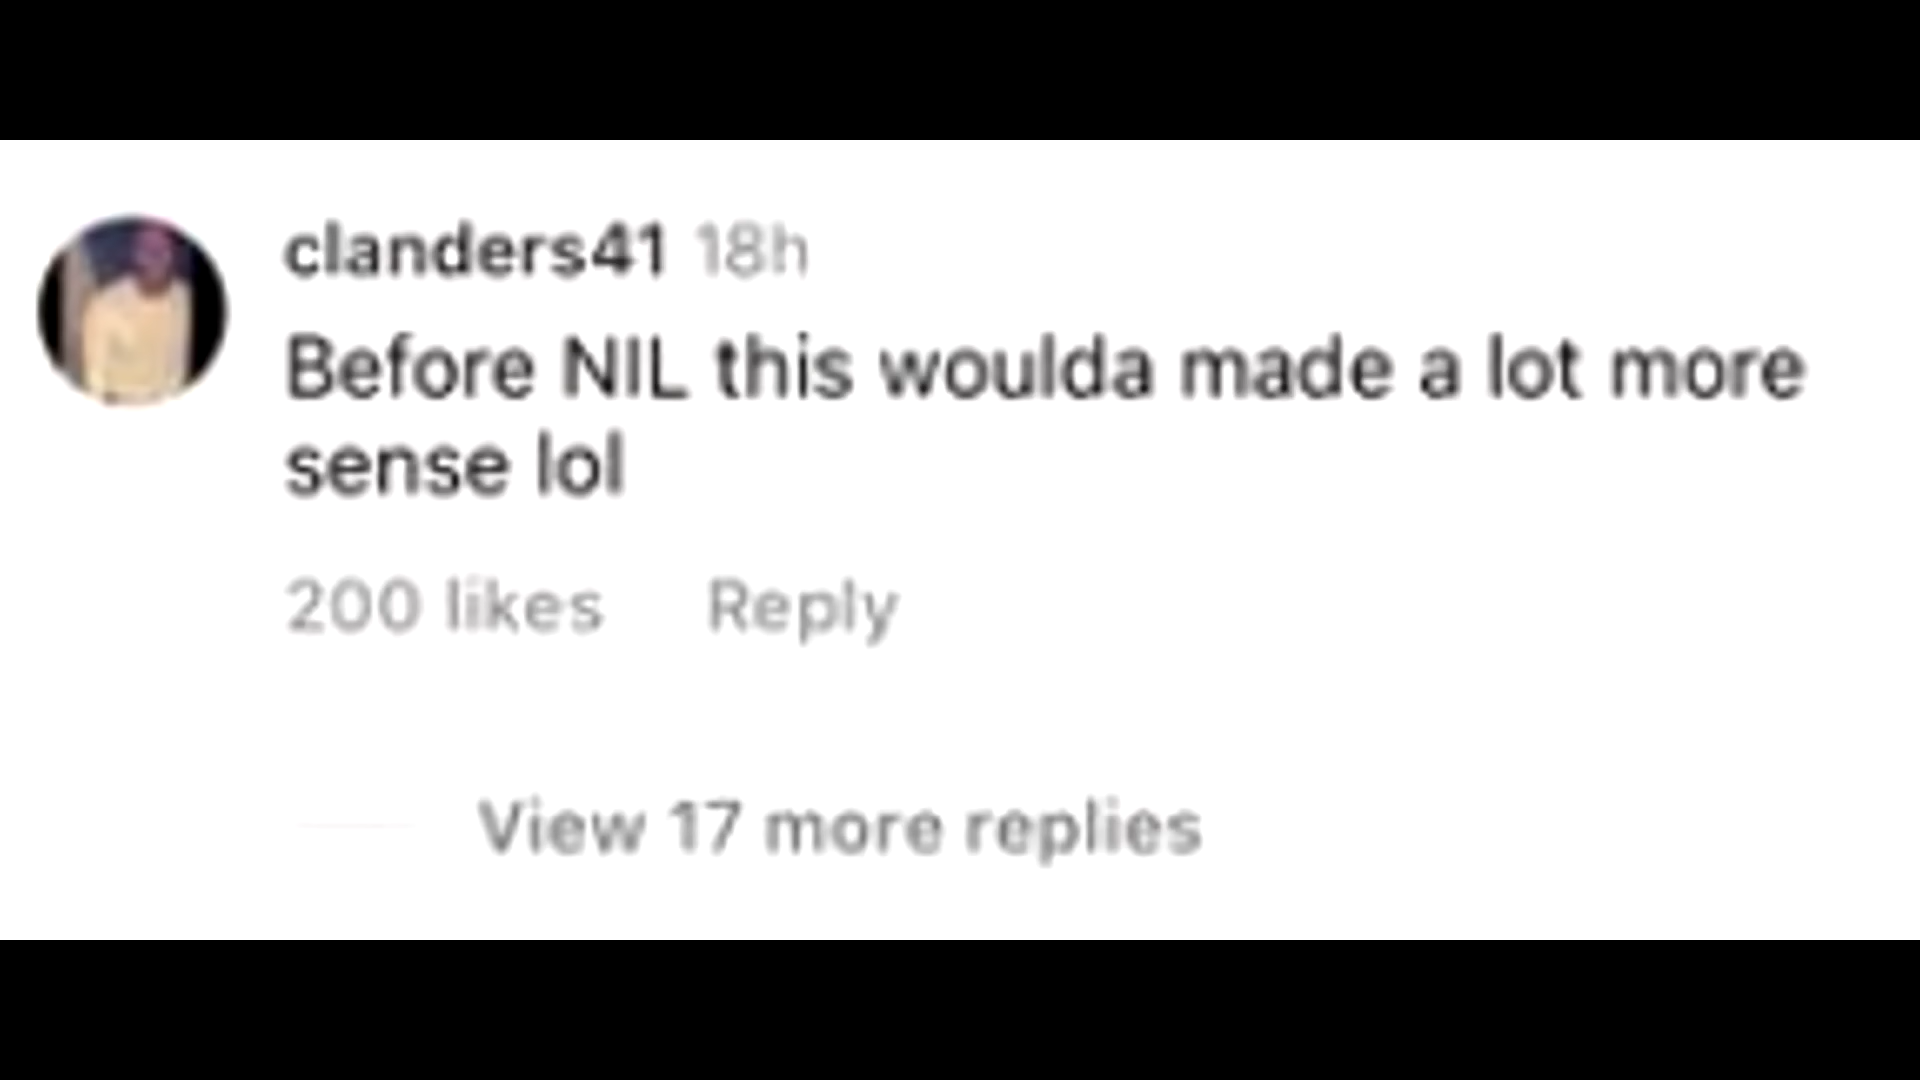 clanders41 18h
Before NIL this woulda made a lot more
sense lol
200 likes Reply
View 17 more replies